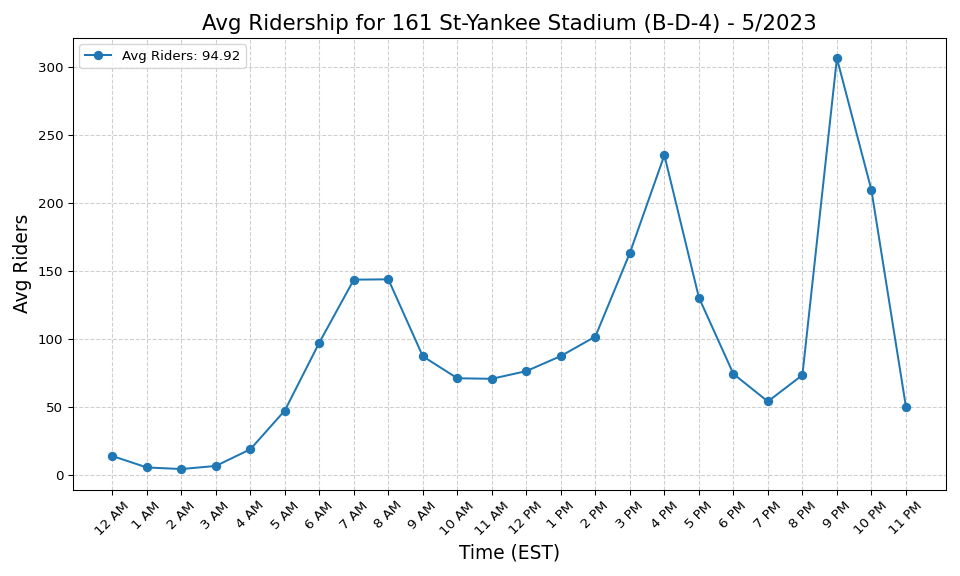 Avg Ridership for 161 St-Yankee Stadium (B-D-4) - 5/2023
Avg Riders: 94.92
Avg Riders
300
250
200
150
100
50
0
12 AM 1 AM 2 AM 3 AM 4 AM 5 AM 6 AM 7 AM 8 AM 9 AM 10 AM 11 AM 12 PM 1 PM 2 PM 3 PM 4 PM 5 PM 6 PM 7 PM 8 PM 9 PM 10 PM 11 PM
Time (EST)